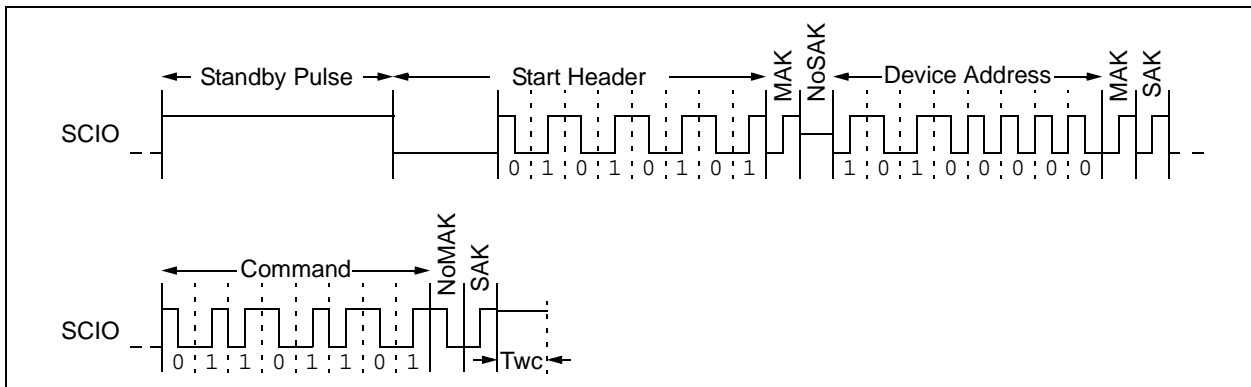 Standby Pulse Start Header MAK NoSAK Device Address MAK SAK
SCIO
0 1 0 1 0 1 0 1 1 0 1 0 0 0 0 0
Command NoMAK SAK
SCIO
0 1 1 0 1 1 0 1 Twc